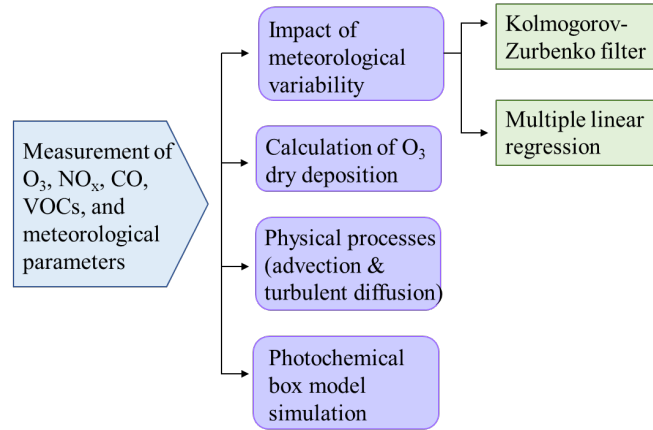 Measurement of
O₃, NOₓ, CO,
VOCs, and
meteorological
parameters
Impact of
meteorological
variability
Kolmogorov-
Zurbenko filter
Multiple linear
regression
Calculation of O₃
dry deposition
Physical processes
(advection &
turbulent diffusion)
Photochemical
box model
simulation